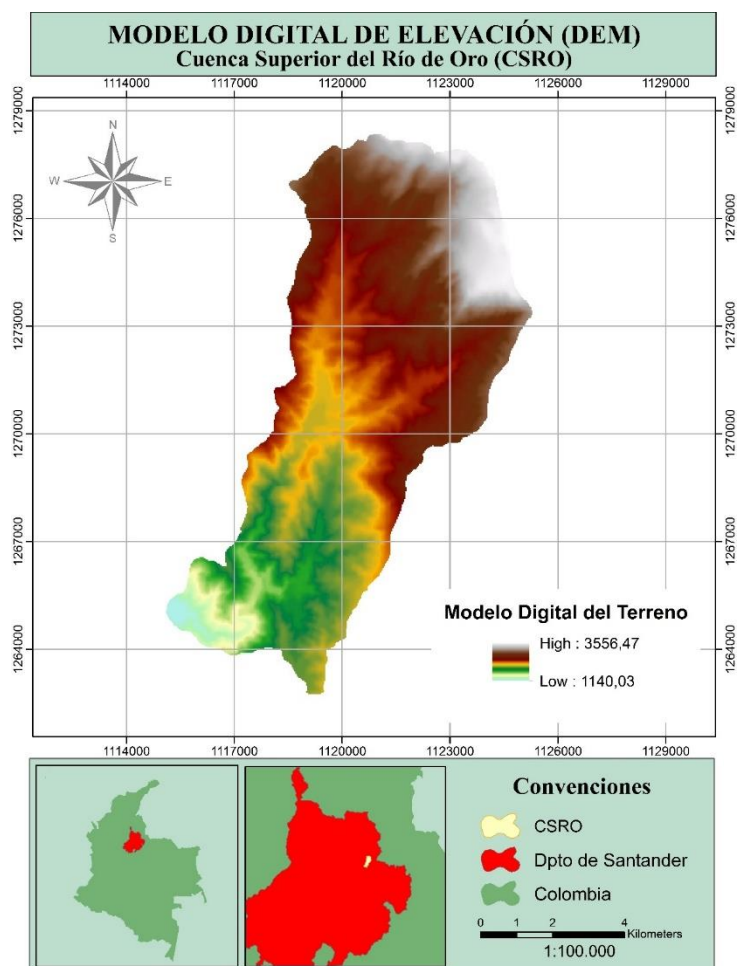 MODELO DIGITAL DE ELEVACIÓN (DEM)
Cuenca Superior del Río de Oro (CSRO)
1114000 1117000 1120000 1123000 1126000 1129000
1279000 1279000
N
W E
S
1276000 1276000
1273000 1273000
1270000 1270000
1267000 1267000
Modelo Digital del Terreno
High : 3556,47
Low : 1140,03
1264000 1264000
1114000 1117000 1120000 1123000 1126000 1129000
Convenciones
CSRO
Dpto de Santander
Colombia
0 1 2 4
Kilometers
1:100.000